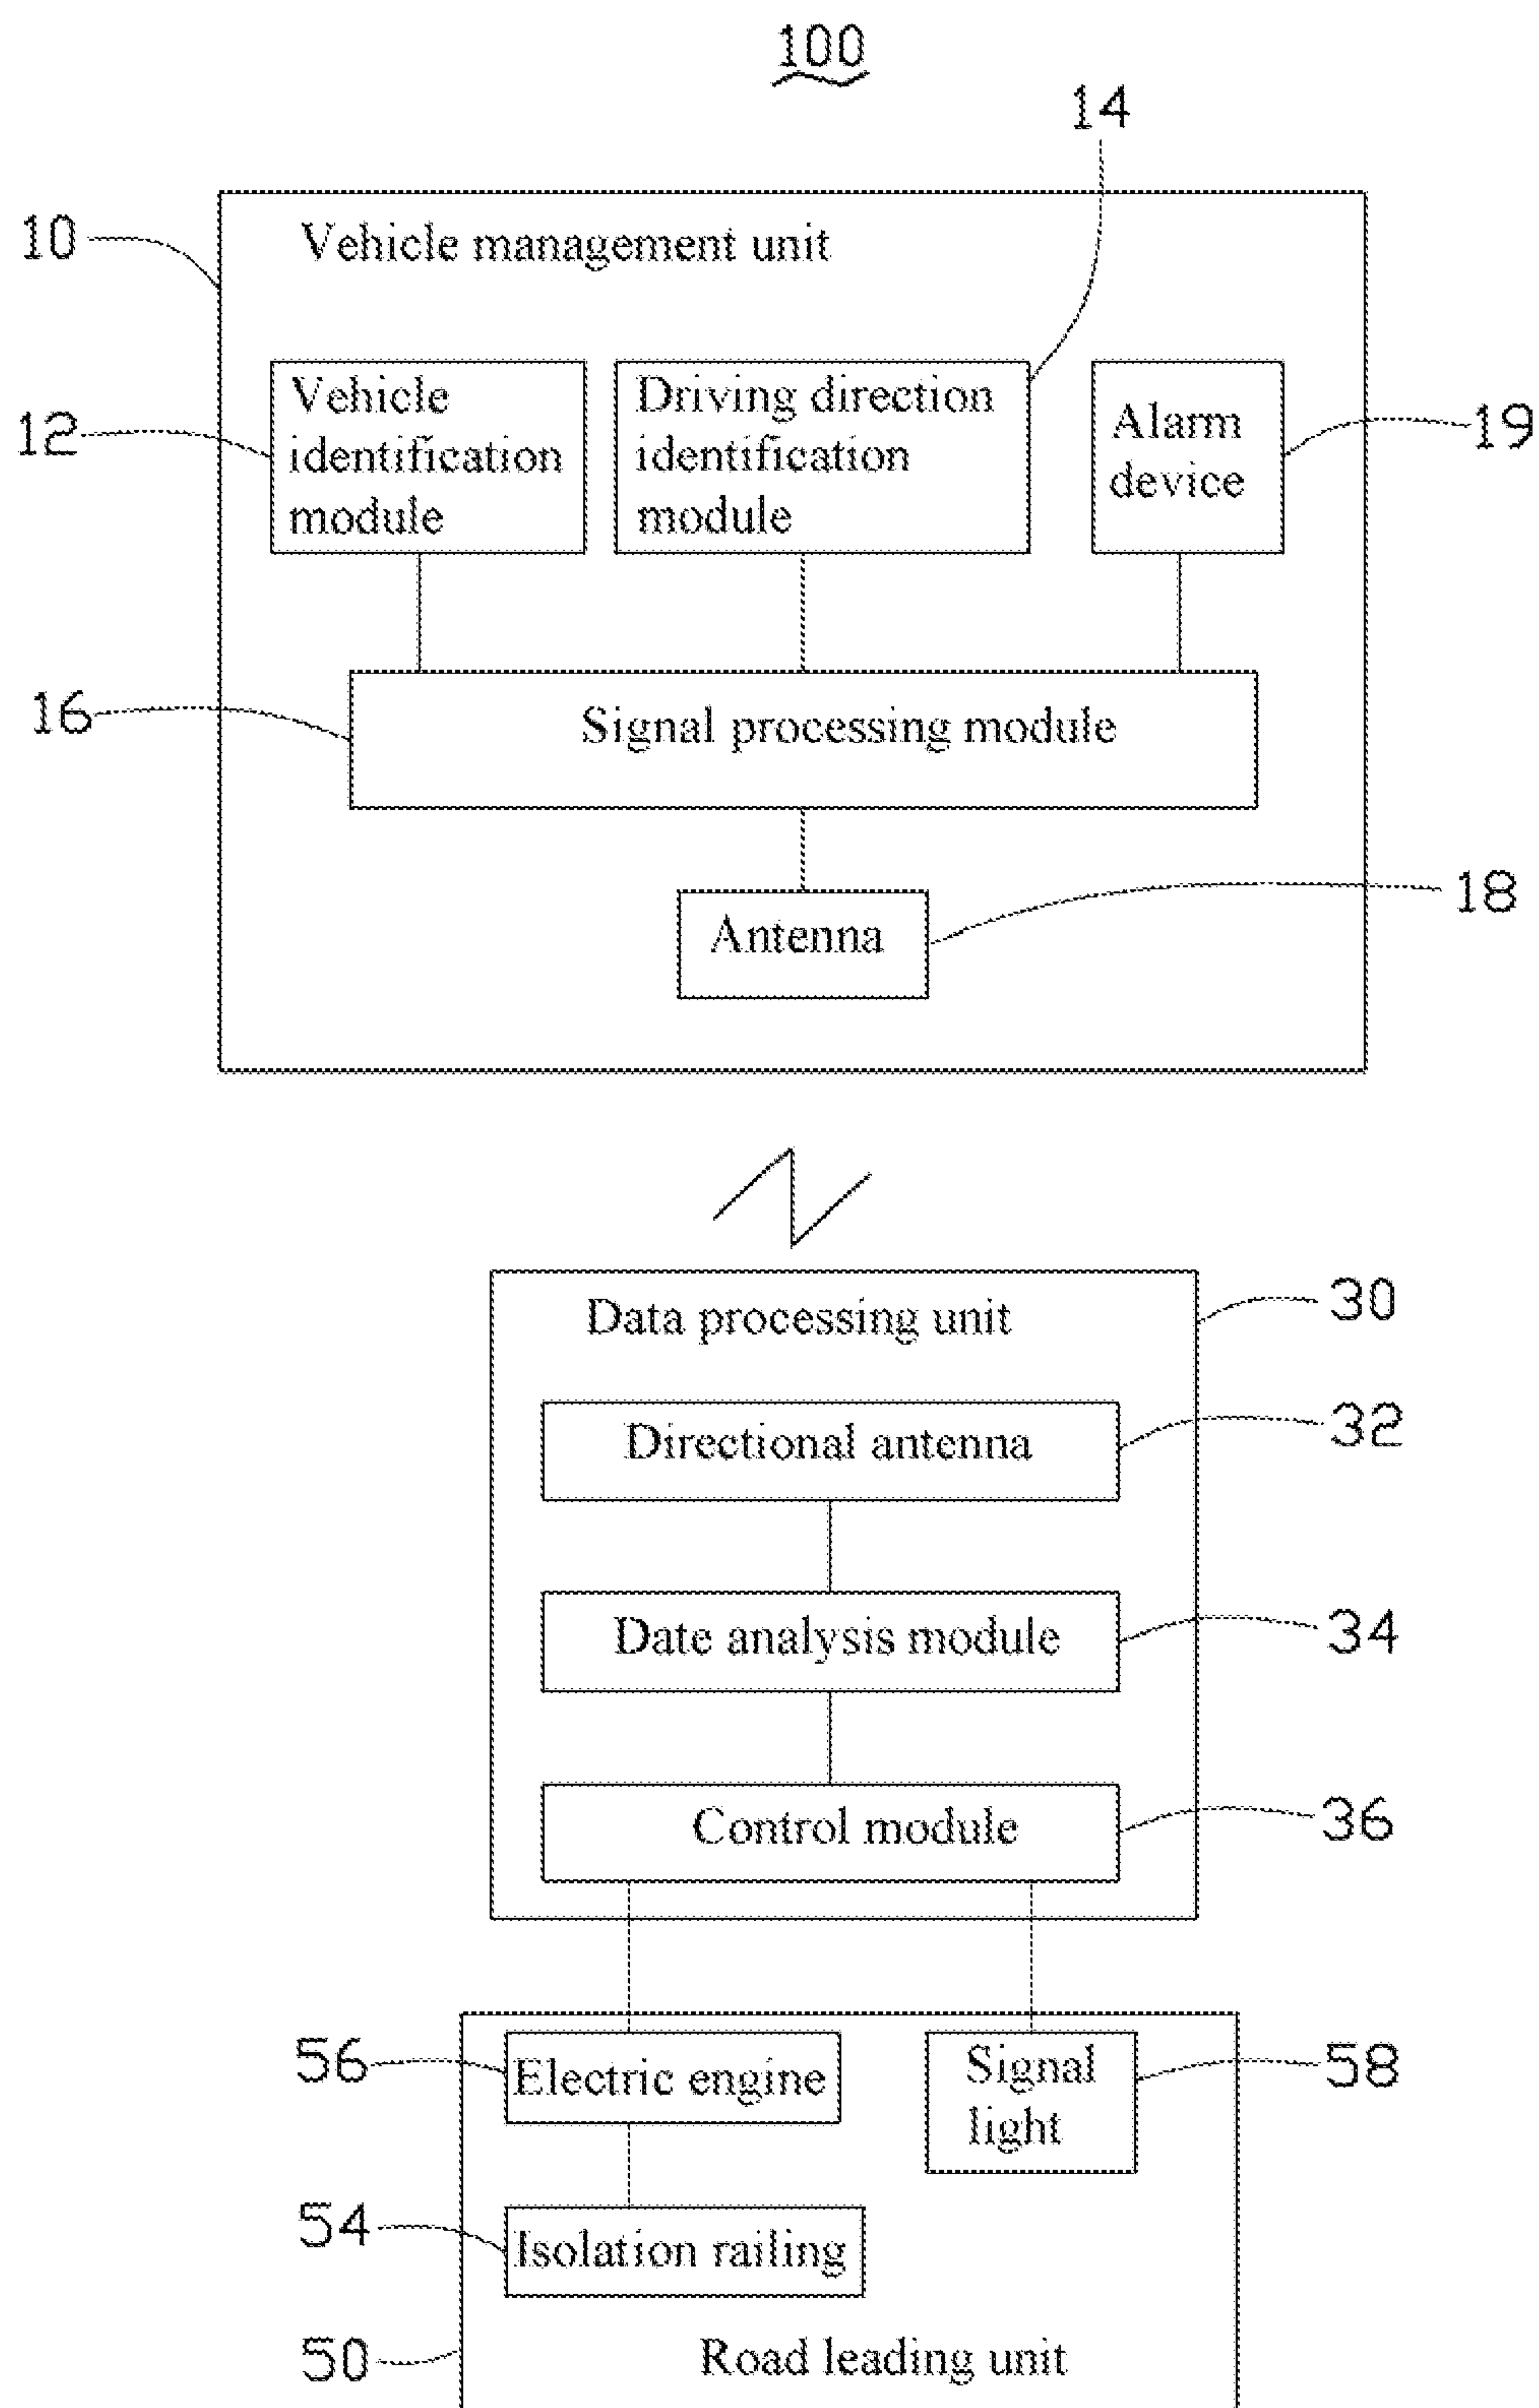 100
14
10
Vehicle management unit
12
Vehicle
identification
module
Driving direction
identification
module
Alarm
device
19
16
Signal processing module
Antenna
18
Data processing unit
30
Directional antenna
32
Date analysis module
34
Control module
36
56
Electric engine
Signal
light
58
54
Isolation railing
50
Road leading unit